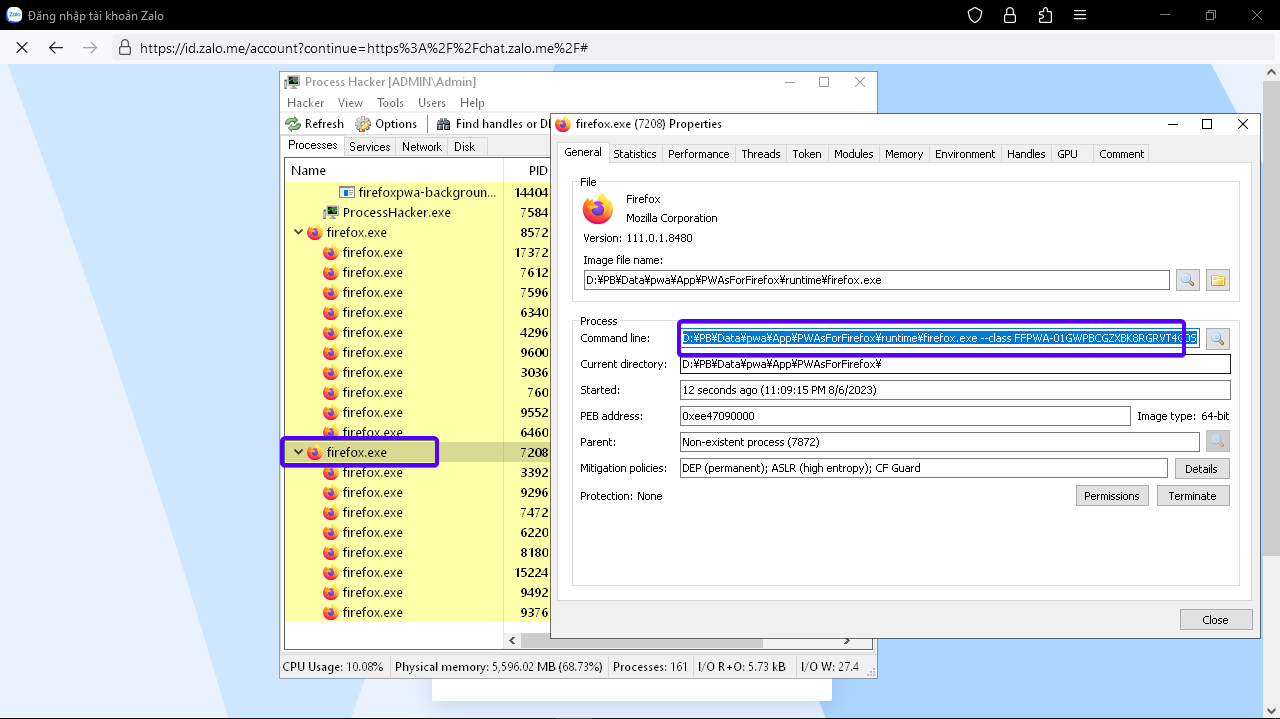 Đăng nhập tài khoản Zalo
https://id.zalo.me/account?continue=https%3A%2F%2Fchat.zalo.me%2F#
Process Hacker [ADMIN\Admin]
Hacker View Tools Users Help
Refresh Options Find handles or
Processes Services Network Disk
Name PID
firefoxpwa-backgroun... 14404
ProcessHacker.exe 7584
firefox.exe 8572
firefox.exe 17372
firefox.exe 7612
firefox.exe 7596
firefox.exe 6340
firefox.exe 4296
firefox.exe 9600
firefox.exe 3036
firefox.exe 760
firefox.exe 9552
firefox.exe 6460
firefox.exe 7208
firefox.exe 3392
firefox.exe 9296
firefox.exe 7472
firefox.exe 6220
firefox.exe 8180
firefox.exe 15224
firefox.exe 9492
firefox.exe 9376
CPU Usage: 10.08% Physical memory: 5,596.02 MB (68.73%) Processes: 161 I/O R+O: 5.73 kB I/O W: 27.4
firefox.exe (7208) Properties
General Statistics Performance Threads Token Modules Memory Environment Handles GPU Comment
File
Firefox
Mozilla Corporation
Version: 111.0.1.8480
Image file name:
D:¥PB¥Data¥pwa¥App¥PWAsForFirefox¥runtime¥firefox.exe
Process
Command line: D:¥PB¥Data¥pwa¥App¥PWAsForFirefox¥runtime¥firefox.exe --class
Current directory: D:¥PB¥Data¥pwa¥App¥PWAsForFirefox¥
Started: 12 seconds ago (11:09:15 PM 8/6/2023)
PEB address: 0xee47090000 Image type: 64-bit
Parent: Non-existent process (7872)
Mitigation policies: DEP (permanent); ASLR (high entropy); CF Guard Details
Protection: None Permissions Terminate
Close